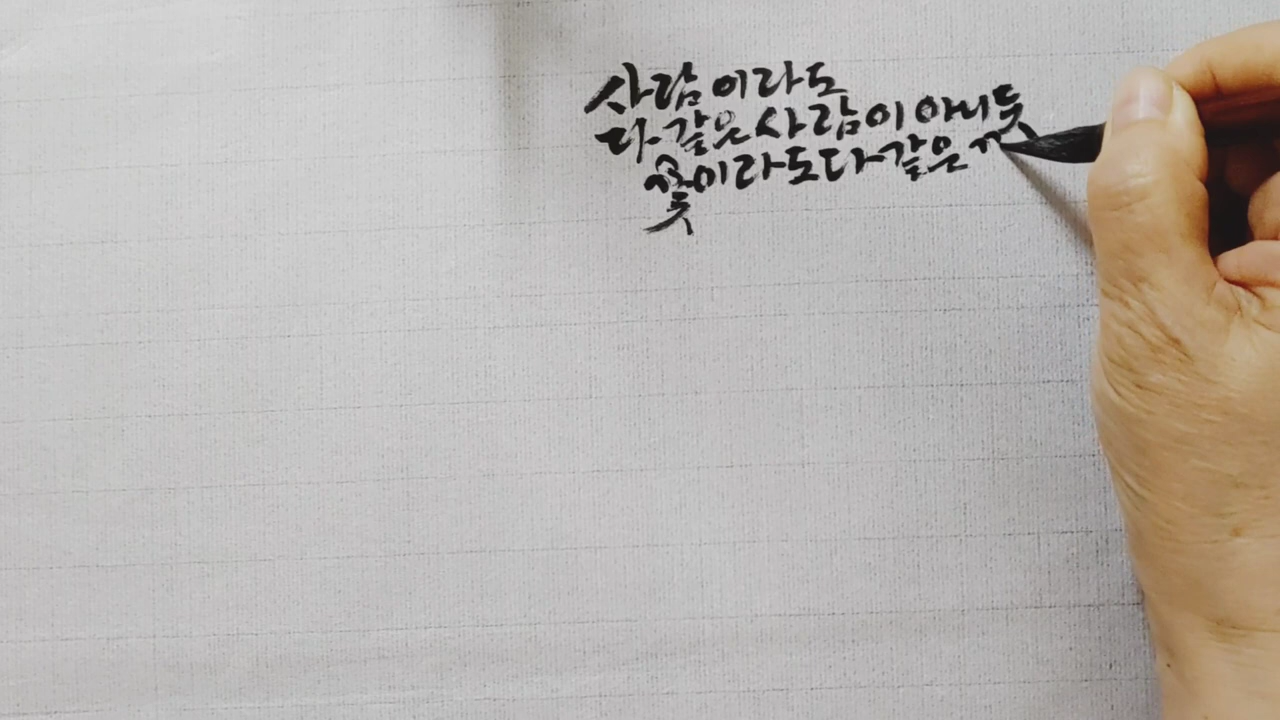 사람이라도
다 같은 사람이 아니듯
꽃이라도 다 같은 ㄲ